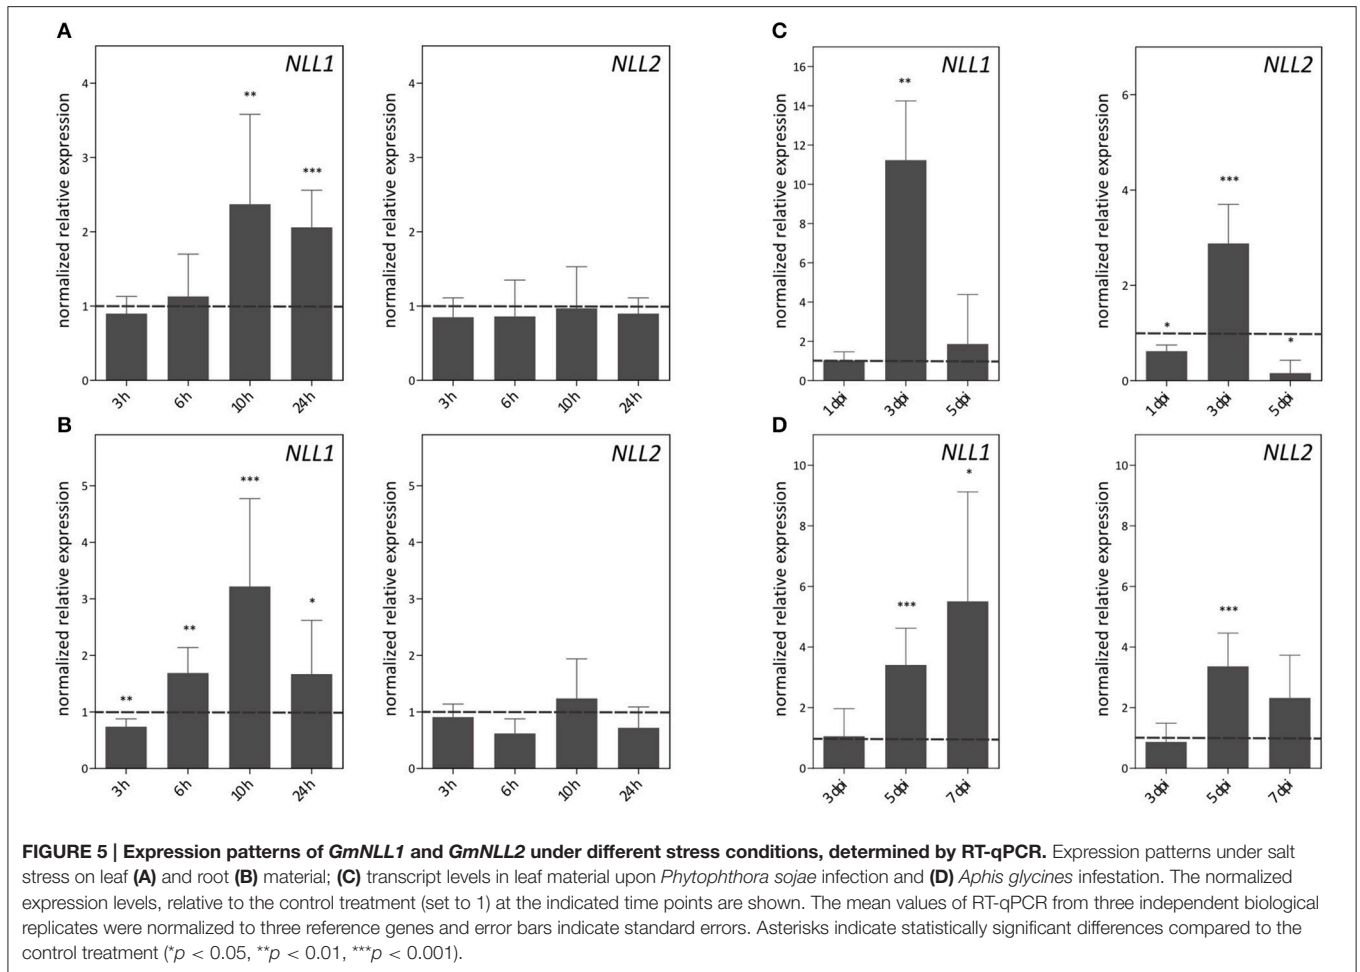 A
NLL1
normalized relative expression
4
3
2
1
0
**
***
3h
6h
10h
24h
NLL2
normalized relative expression
4
3
2
1
0
3h
6h
10h
24h
C
NLL1
normalized relative expression
16
14
12
10
8
6
4
2
0
**
1 dpi
3 dpi
5 dpi
NLL2
normalized relative expression
6
4
2
0
*
***
*
1 dpi
3 dpi
5 dpi
B
NLL1
normalized relative expression
5
4
3
2
1
0
**
**
***
*
3h
6h
10h
24h
NLL2
normalized relative expression
5
4
3
2
1
0
3h
6h
10h
24h
D
NLL1
normalized relative expression
10
8
6
4
2
0
***
*
3 dpi
5 dpi
7 dpi
NLL2
normalized relative expression
10
8
6
4
2
0
***
3 dpi
5 dpi
7 dpi
FIGURE 5 | Expression patterns of GmNLL1 and GmNLL2 under different stress conditions, determined by RT-qPCR. Expression patterns under salt
stress on leaf (A) and root (B) material; (C) transcript levels in leaf material upon Phytophthora sojae infection and (D) Aphis glycines infestation. The normalized
expression levels, relative to the control treatment (set to 1) at the indicated time points are shown. The mean values of RT-qPCR from three independent biological
replicates were normalized to three reference genes and error bars indicate standard errors. Asterisks indicate statistically significant differences compared to the
control treatment (*p < 0.05, **p < 0.01, ***p < 0.001).